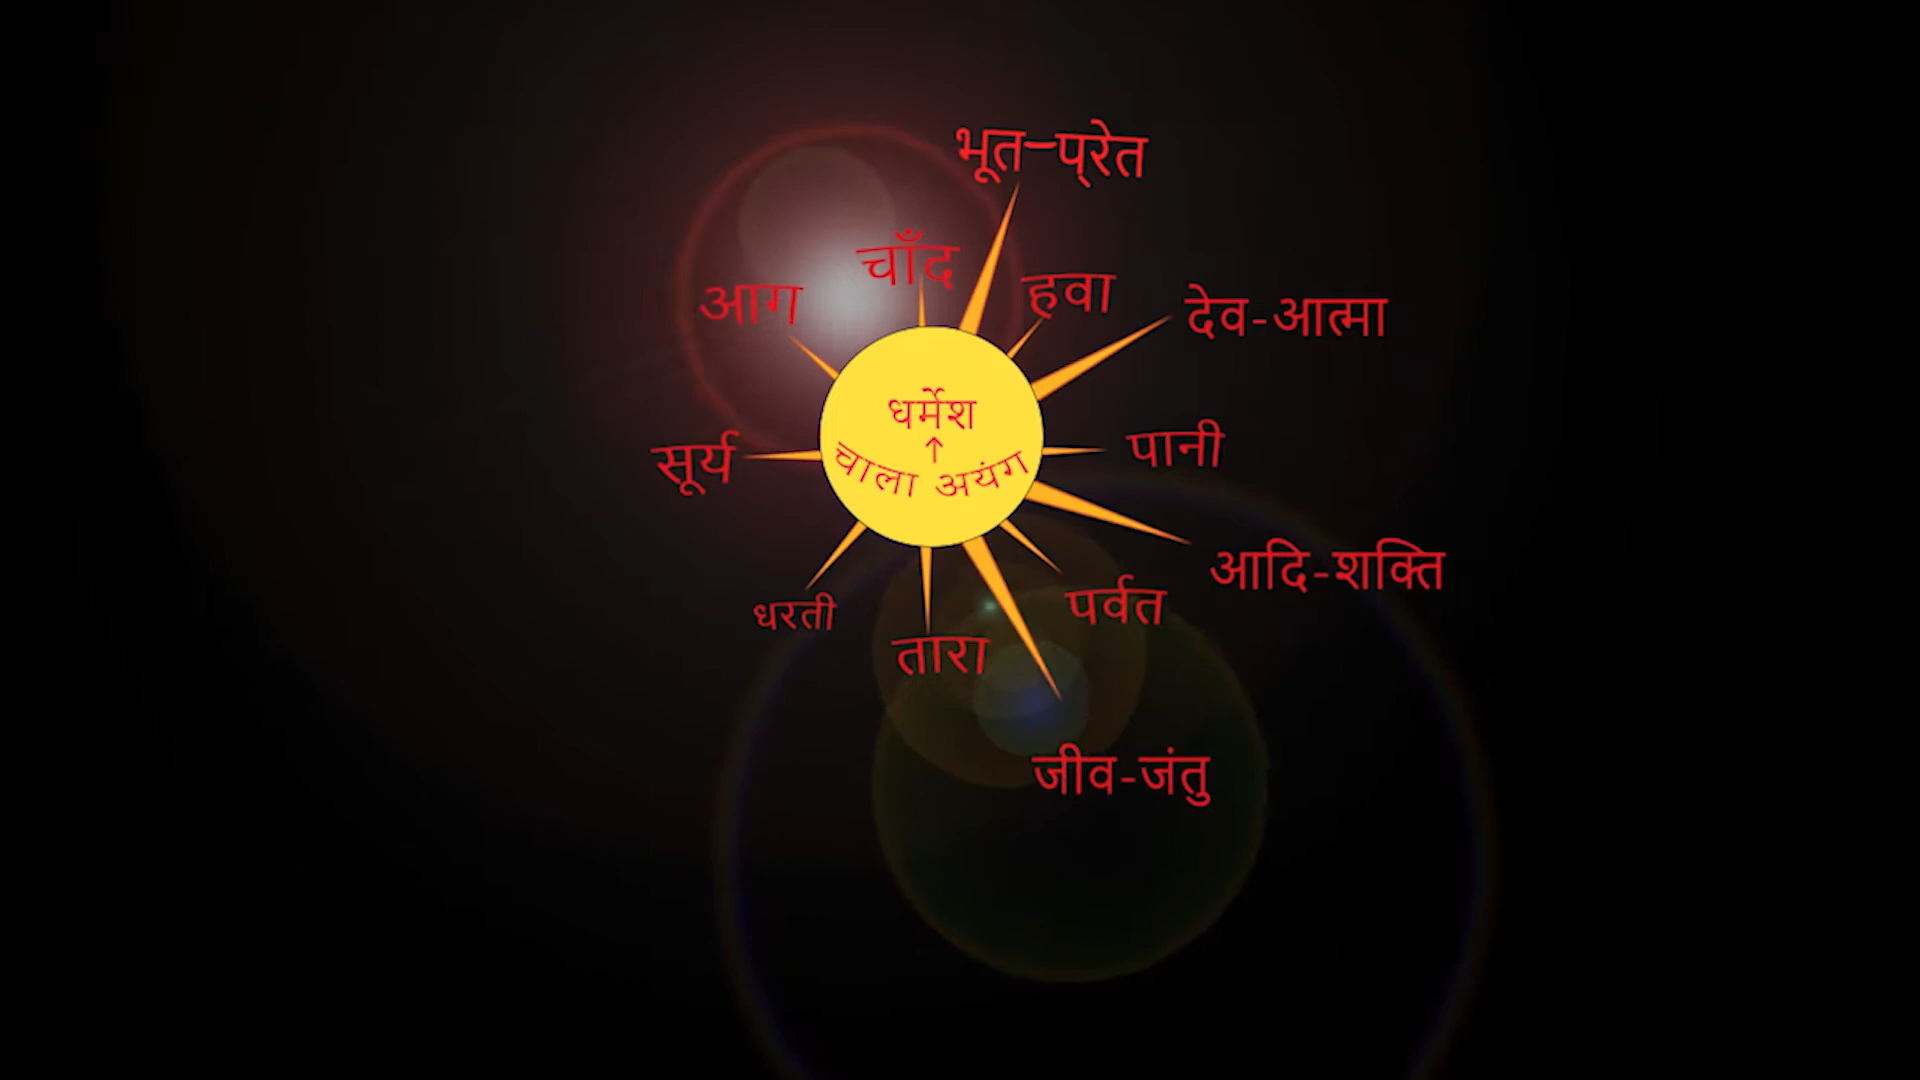 भूत-प्रेत
चाँद
हवा
आग
देव-आत्मा
धर्मेश
↑
चाला अयंग
सूर्य
पानी
आदि-शक्ति
धरती
पर्वत
तारा
जीव-जंतु